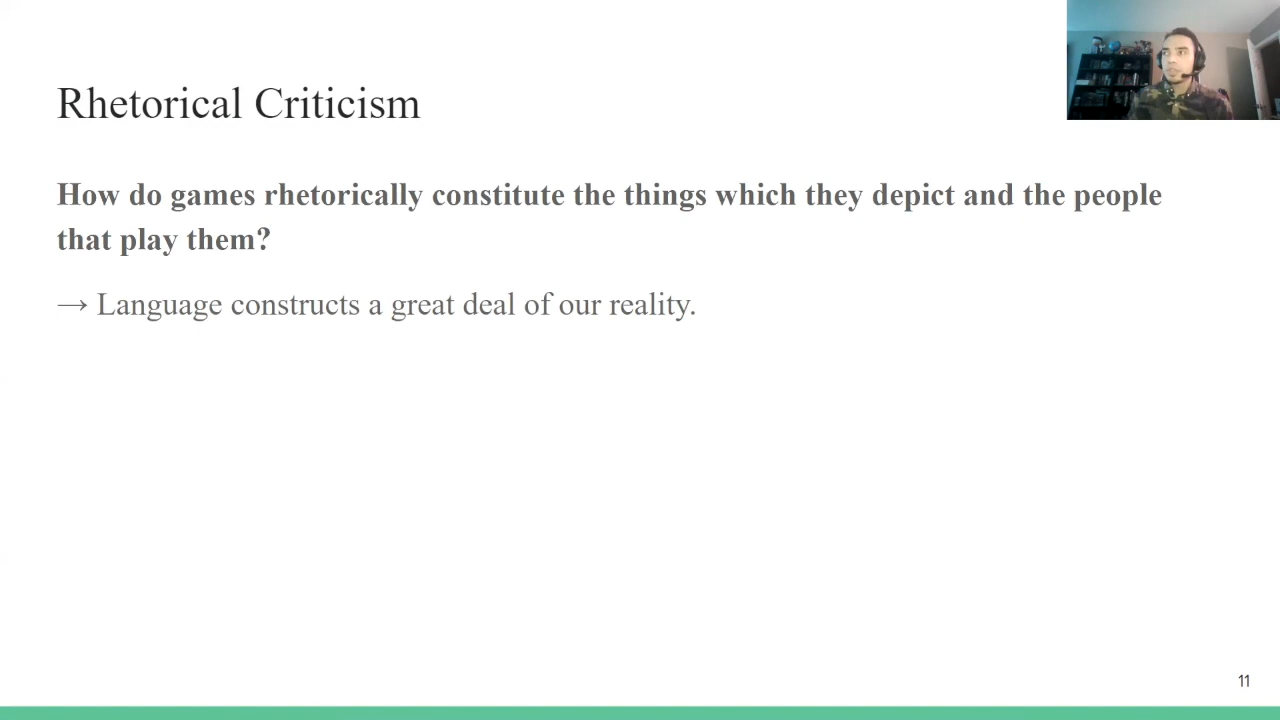 Rhetorical Criticism
How do games rhetorically constitute the things which they depict and the people
that play them?
→ Language constructs a great deal of our reality.
11